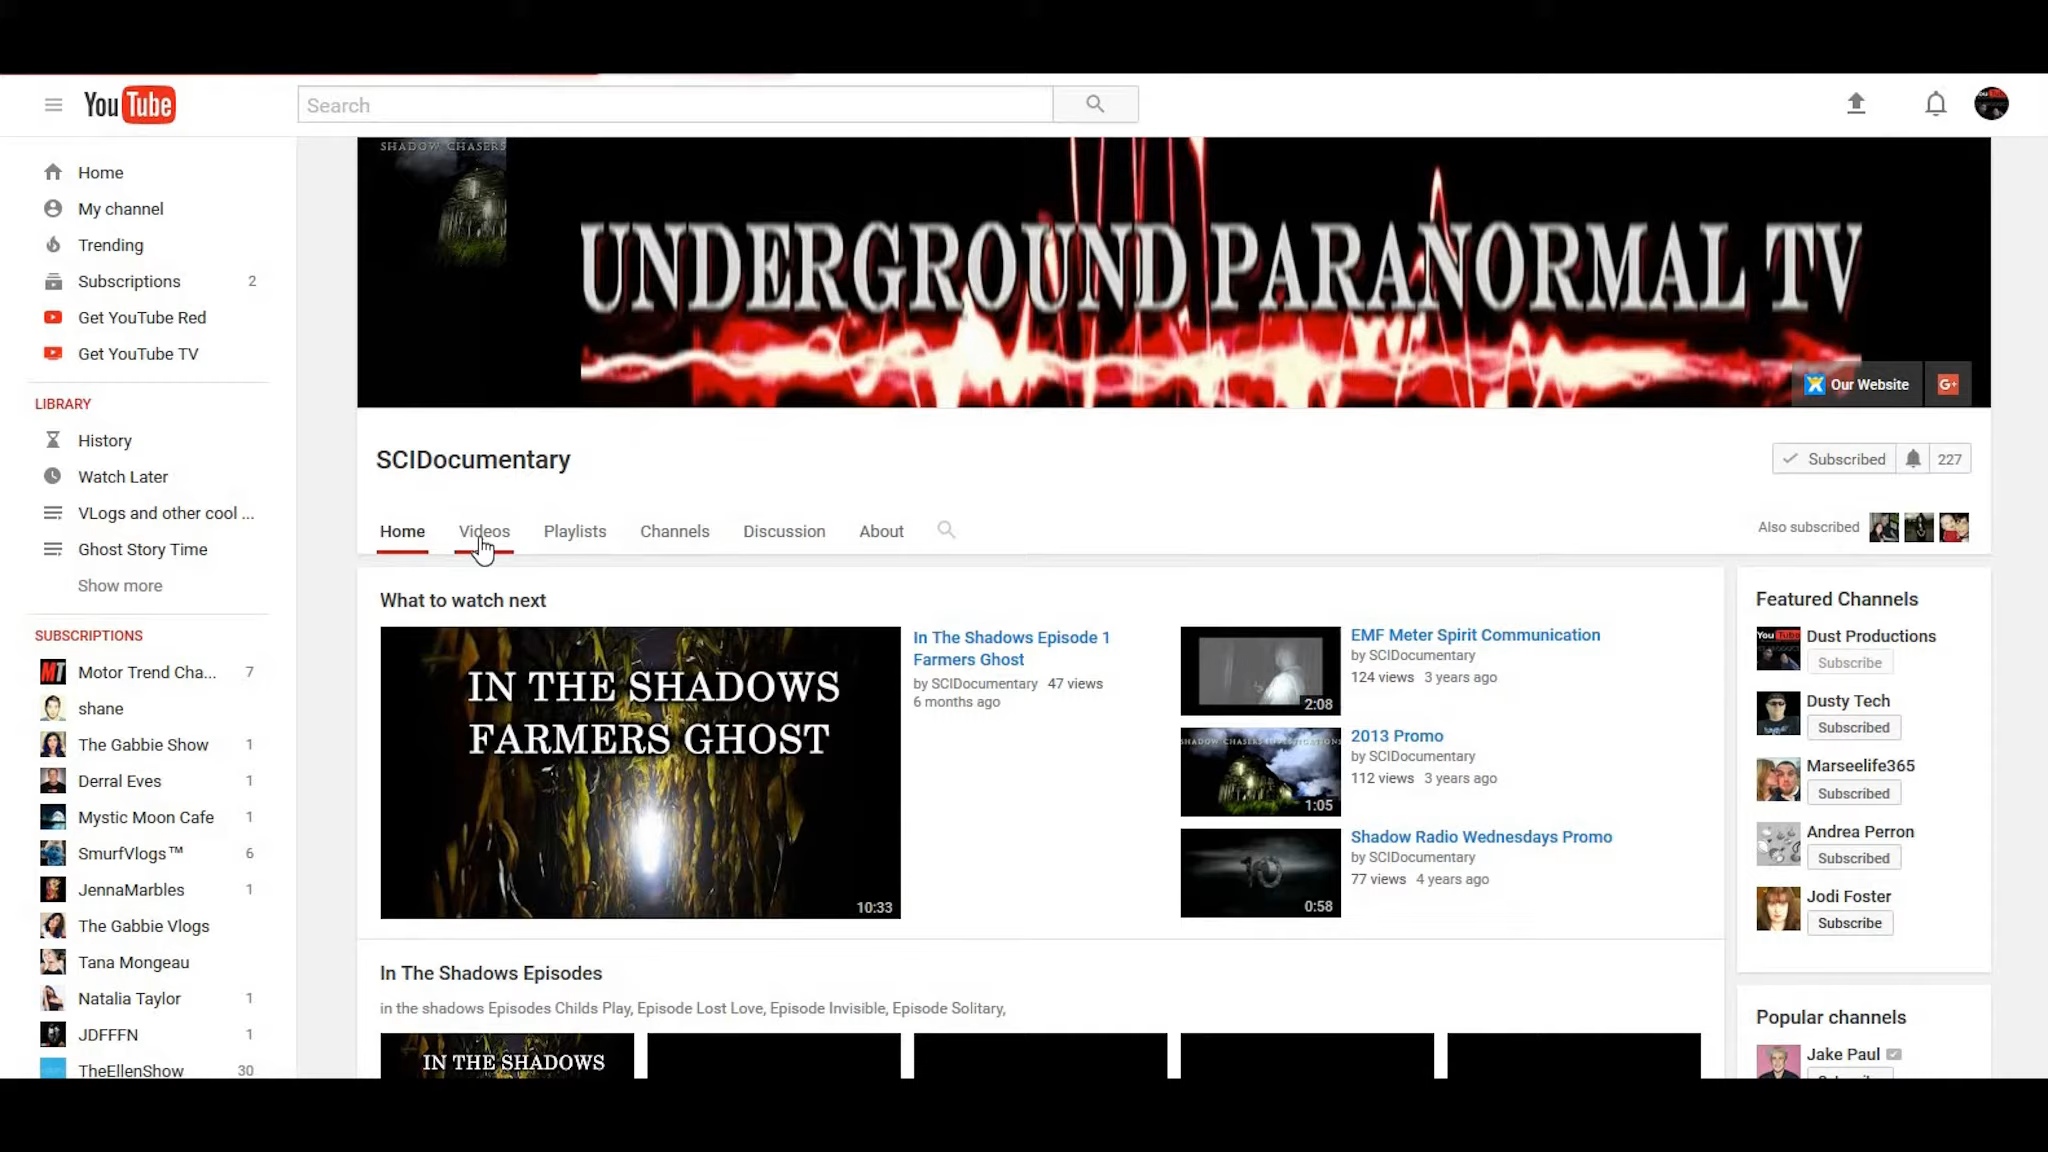 YouTube
Search
Home
My channel
Trending
Subscriptions 2
Get YouTube Red
Get YouTube TV
LIBRARY
History
Watch Later
VLogs and other cool ...
Ghost Story Time
Show more
SUBSCRIPTIONS
Motor Trend Cha... 7
shane
The Gabbie Show 1
Derral Eves 1
Mystic Moon Cafe 1
SmurfVlogs™ 6
JennaMarbles 1
The Gabbie Vlogs
Tana Mongeau
Natalia Taylor 1
JDFFFN 1
TheEllenShow 30
SHADOW CHASERS
UNDERGROUND PARANORMAL TV
Our Website
G+
SCIDocumentary
Subscribed 227
Home Videos Playlists Channels Discussion About
Also subscribed
What to watch next
IN THE SHADOWS
FARMERS GHOST
10:33
In The Shadows Episode 1
Farmers Ghost
by SCIDocumentary 47 views
6 months ago
2:08
EMF Meter Spirit Communication
by SCIDocumentary
124 views 3 years ago
SHADOW CHASERS INVESTIGATIONS
1:05
2013 Promo
by SCIDocumentary
112 views 3 years ago
10
0:58
Shadow Radio Wednesdays Promo
by SCIDocumentary
77 views 4 years ago
In The Shadows Episodes
in the shadows Episodes Childs Play, Episode Lost Love, Episode Invisible, Episode Solitary,
IN THE SHADOWS
Featured Channels
You Tube
Dust Productions
Subscribe
Dusty Tech
Subscribed
Marseelife365
Subscribed
Andrea Perron
Subscribed
Jodi Foster
Subscribe
Popular channels
Jake Paul